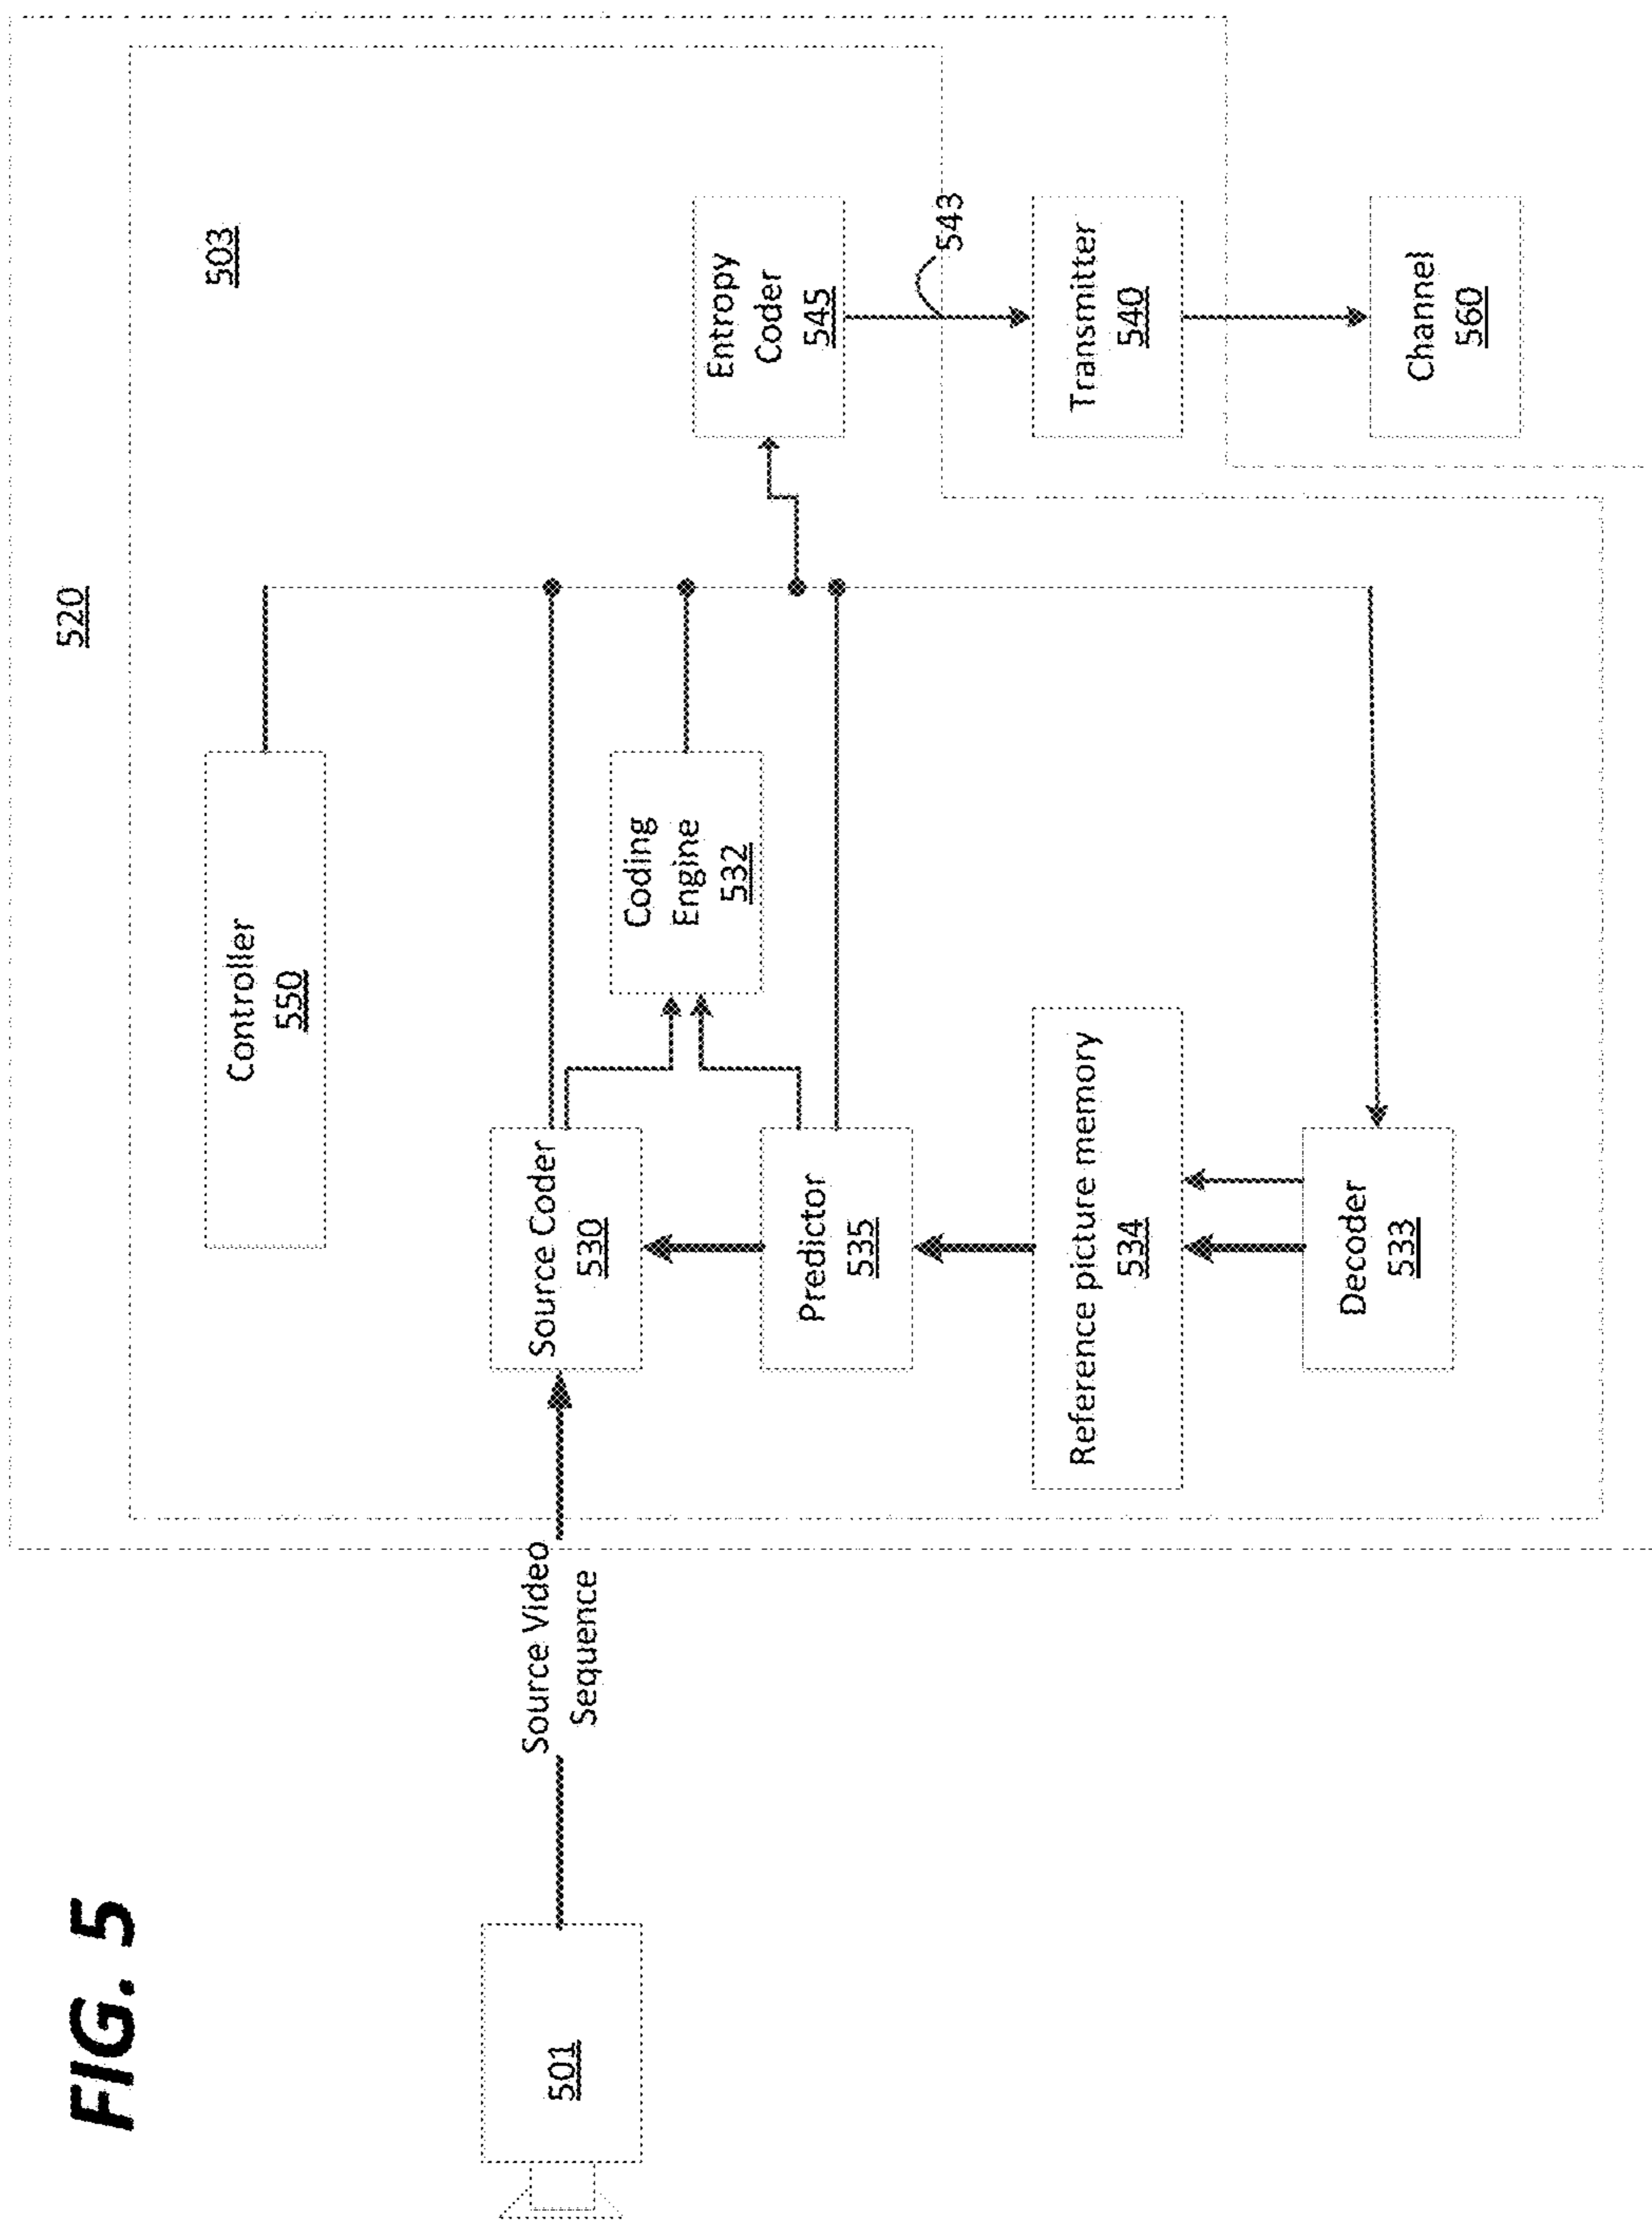 FIG. 5
520
503
Controller
550
501
Source Video
Sequence
Source Coder
530
Coding
Engine
532
Entropy
Coder
545
Predictor
535
543
Reference picture memory
534
Transmitter
540
Decoder
533
Channel
560